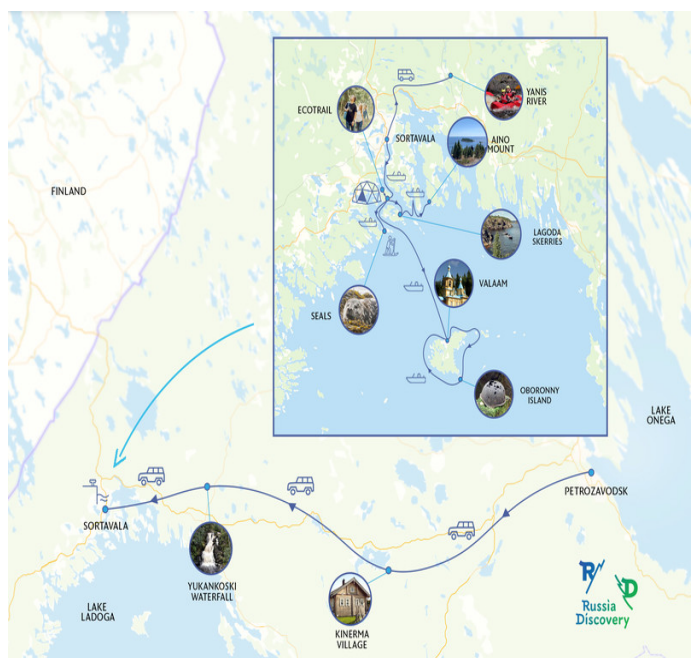 FINLAND
ECOTRAIL
YANIS
RIVER
SORTAVALA
AINO
MOUNT
LAGODA
SKERRIES
VALAAM
SEALS
OBORONNY
ISLAND
LAKE
ONEGA
PETROZAVODSK
SORTAVALA
YUKANKOSKI
WATERFALL
LAKE
LADOGA
KINERMA
VILLAGE
R
D
Russia
Discovery